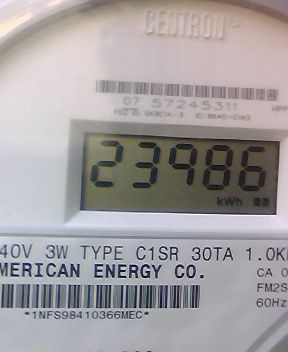 CENTRON
07 57245311
23986
kWh
40V 3W TYPE C1SR 30TA 1.0K
MERICAN ENERGY CO.
CA 0
FM2S
60Hz
*1NFS98410366MEC*